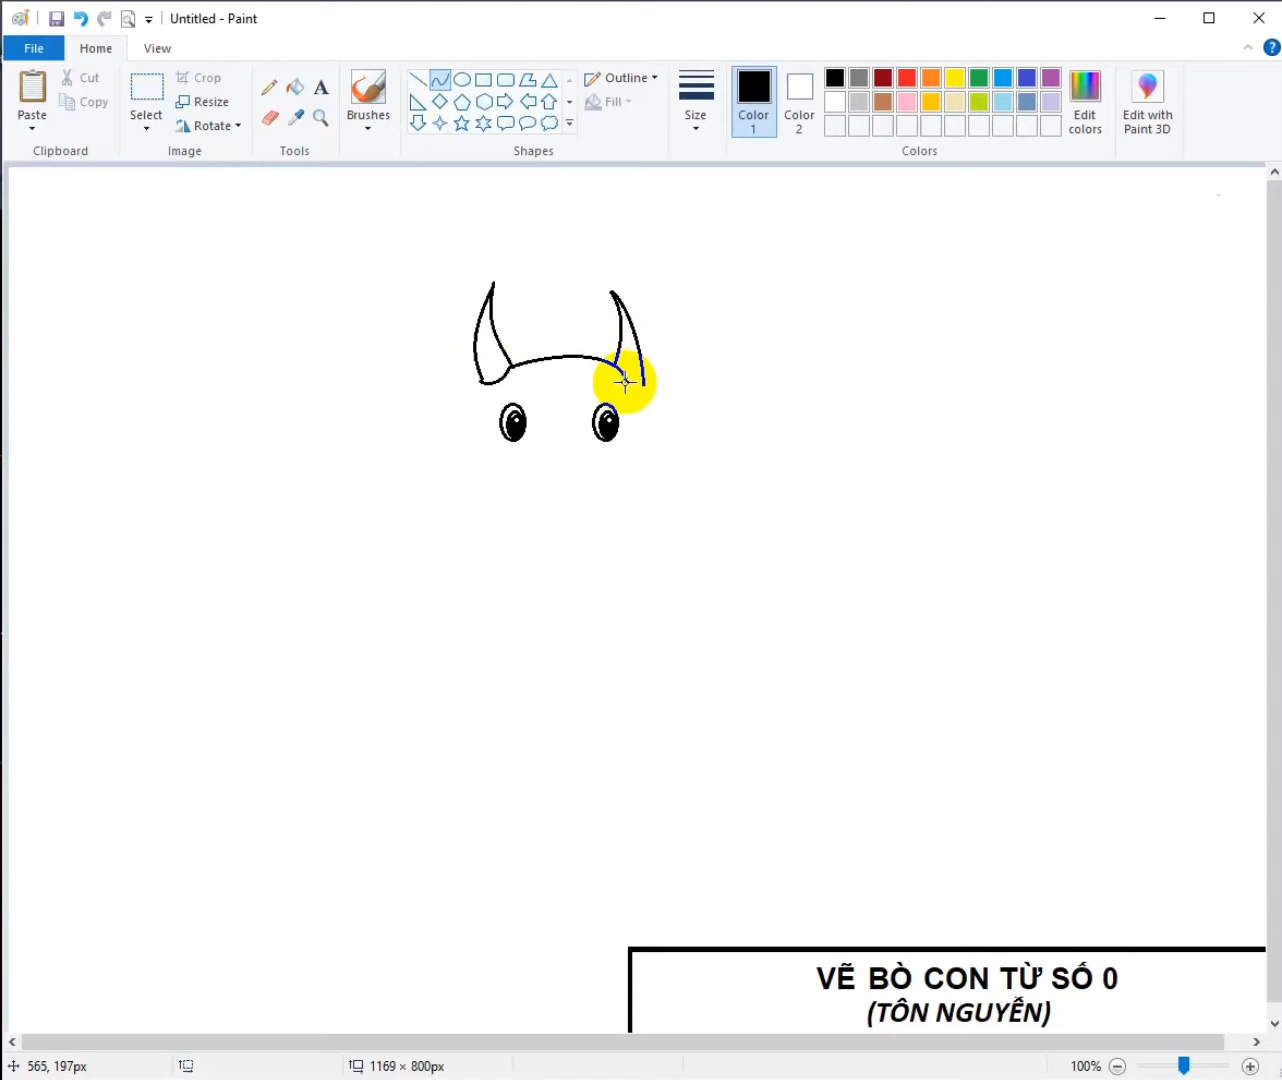 Untitled - Paint
File Home View
Cut
Copy
Paste
Clipboard
Select
Crop
Resize
Rotate
Image
Tools
Brushes
Outline
Fill
Shapes
Size
Color 1
Color 2
Edit colors
Colors
Edit with Paint 3D
VẼ BÒ CON TỪ SỐ 0
(TÔN NGUYỄN)
565, 197px
1169 × 800px
100%